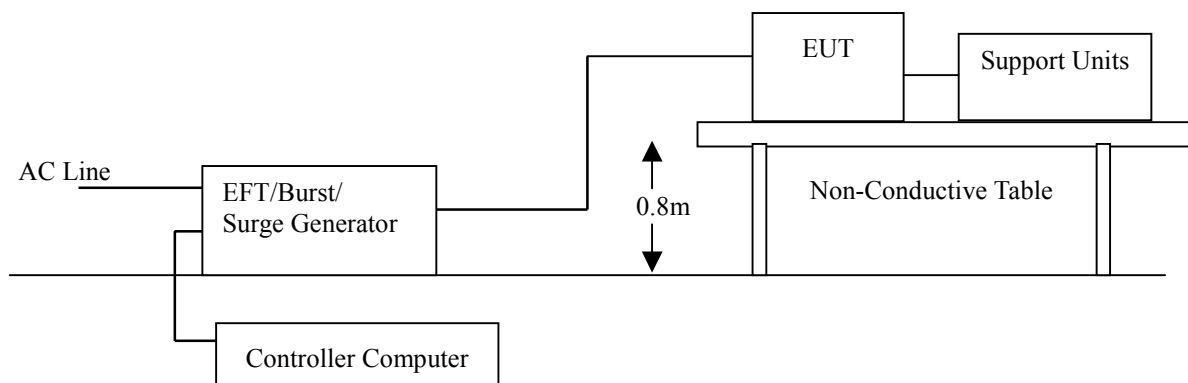 EUT
Support Units
AC Line
EFT/Burst/
Surge Generator
0.8m
Non-Conductive Table
Controller Computer